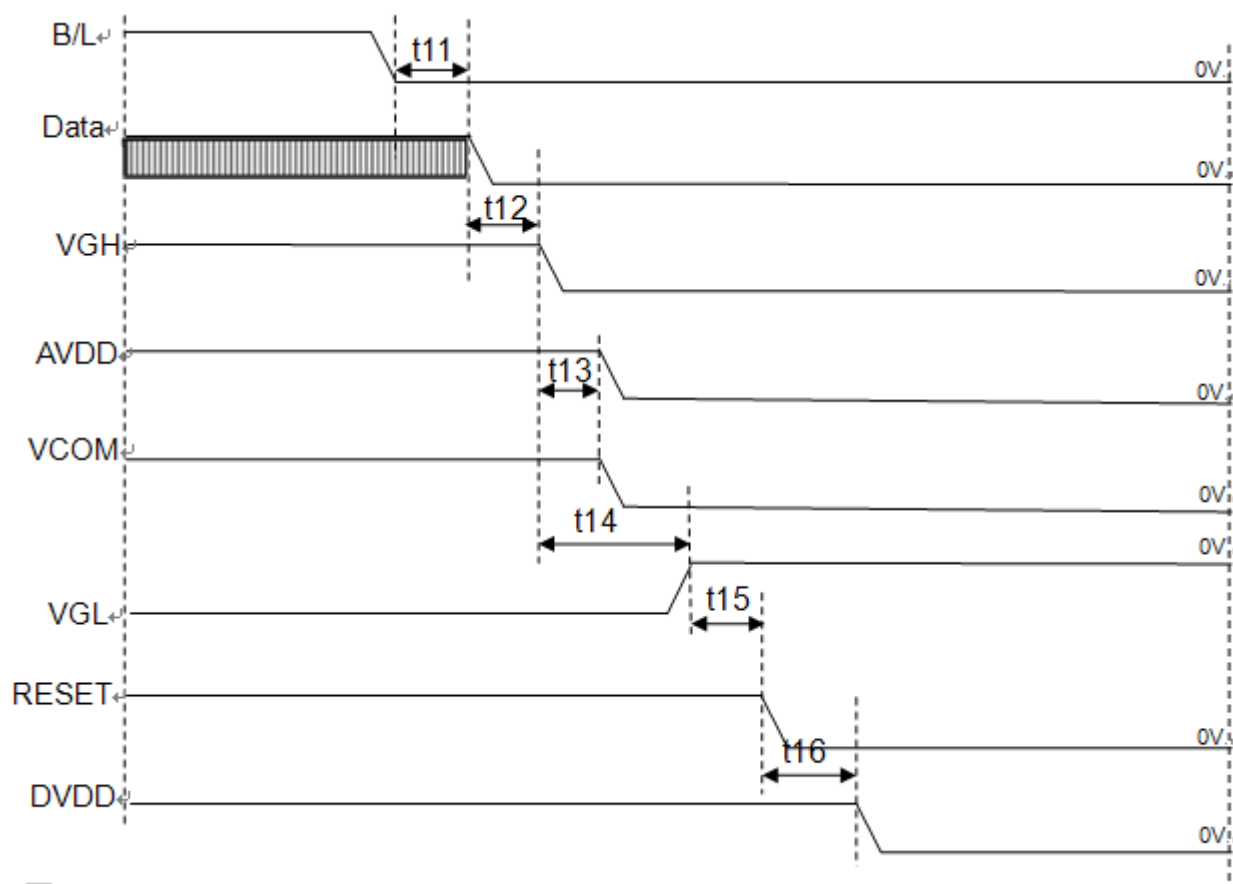 B/L↵
t11
0V.
Data↵
0V.
t12
VGH↵
0V.
AVDD↵
t13
0V.
VCOM↵
0V.
t14
0V.
VGL↵
t15
RESET↵
0V.
t16
DVDD↵
0V.